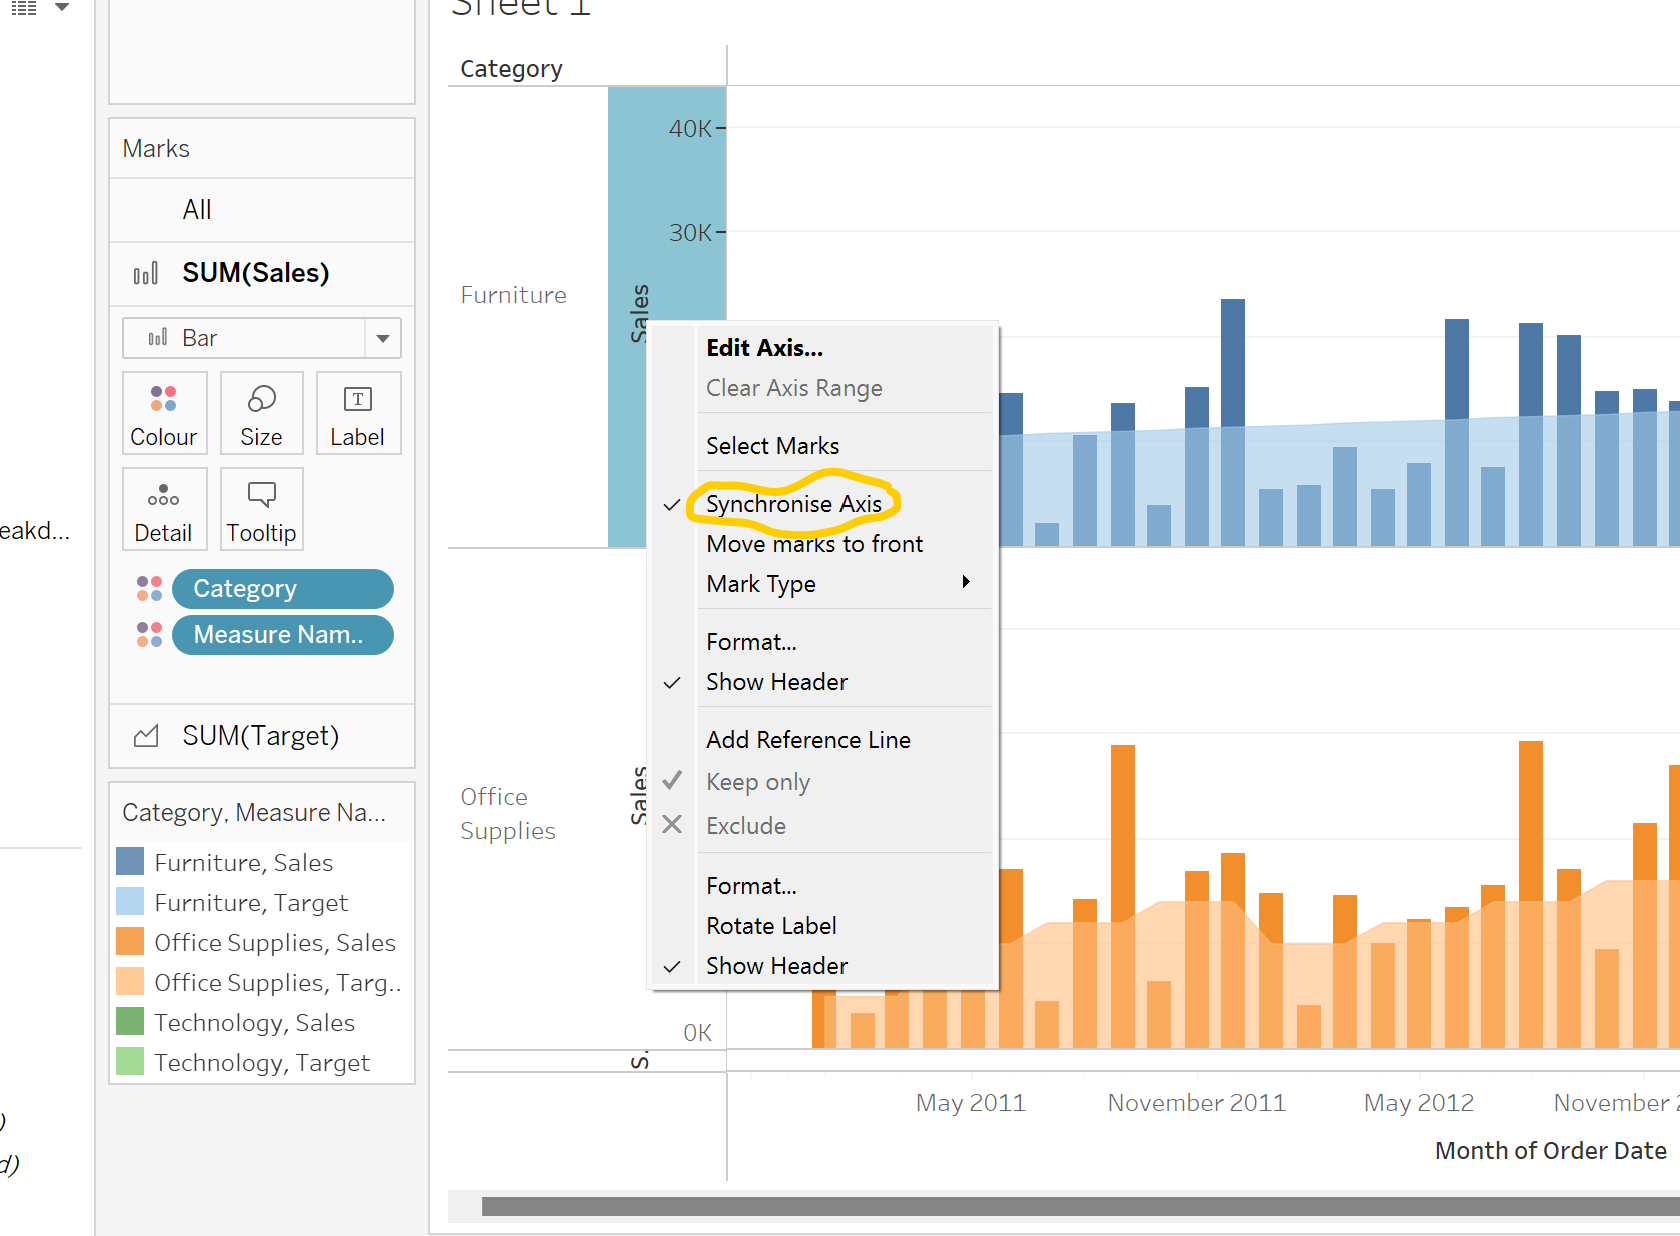 Sheet 1
Category
Marks
All
SUM(Sales)
Bar
Colour
Size
Label
Detail
Tooltip
Category
Measure Nam..
SUM(Target)
Category, Measure Na...
Furniture, Sales
Furniture, Target
Office Supplies, Sales
Office Supplies, Targ..
Technology, Sales
Technology, Target
eakd...
)
d)
40K
30K
Furniture
Sales
Edit Axis...
Clear Axis Range
Select Marks
Synchronise Axis
Move marks to front
Mark Type
Format...
Show Header
Add Reference Line
Keep only
Exclude
Format...
Rotate Label
Show Header
Office
Supplies
Sales
0K
S.
May 2011
November 2011
May 2012
November 2
Month of Order Date